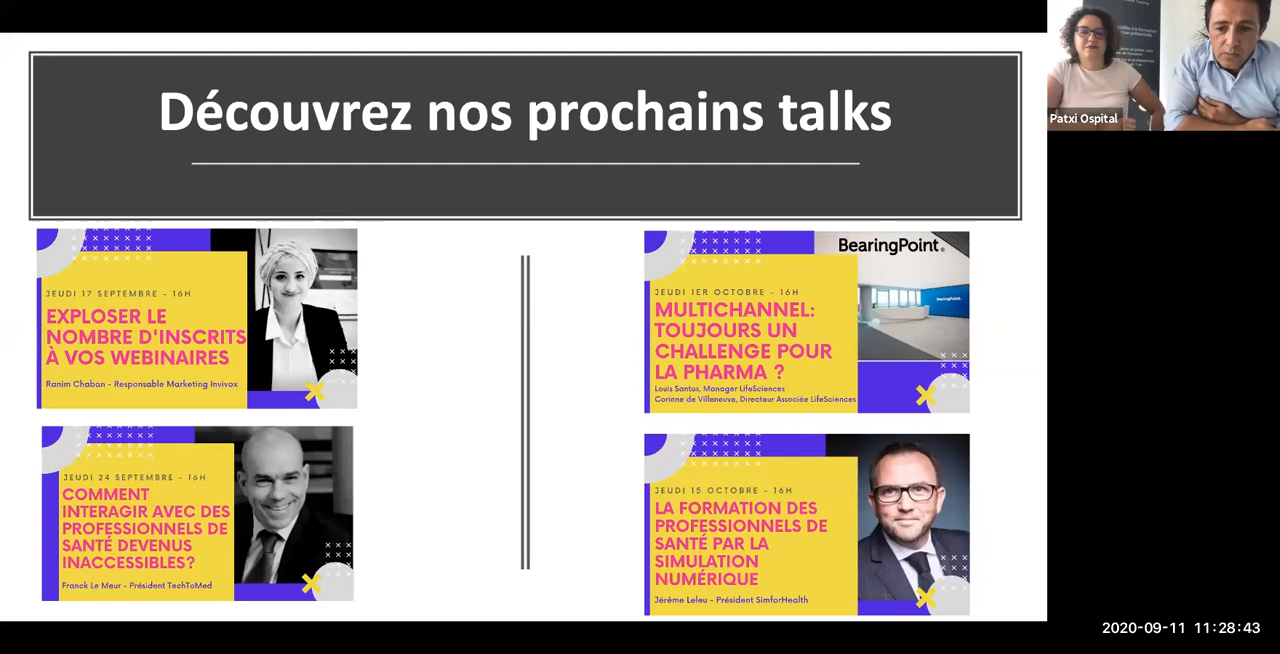 Découvrez nos prochains talks
JEUDI 17 SEPTEMBRE - 16H
EXPLOSER LE
NOMBRE D'INSCRITS
À VOS WEBINAIRES
Ranim Chaban - Responsable Marketing Invivox
JEUDI 24 SEPTEMBRE - 16H
COMMENT
INTERAGIR AVEC DES
PROFESSIONNELS DE
SANTÉ DEVENUS
INACCESSIBLES?
Franck Le Meur - Président TechToMed
BearingPoint®
BearingPoint
JEUDI 1ER OCTOBRE - 16H
MULTICHANNEL:
TOUJOURS UN
CHALLENGE POUR
LA PHARMA ?
Louis Santos, Manager LifeSciences
Corinne de Villeneuve, Directeur Associée LifeSciences
JEUDI 15 OCTOBRE - 16H
LA FORMATION DES
PROFESSIONNELS DE
SANTÉ PAR LA
SIMULATION
NUMÉRIQUE
Jérôme Leleu - Président SimforHealth
Patxi Ospital
2020-09-11 11:28:43